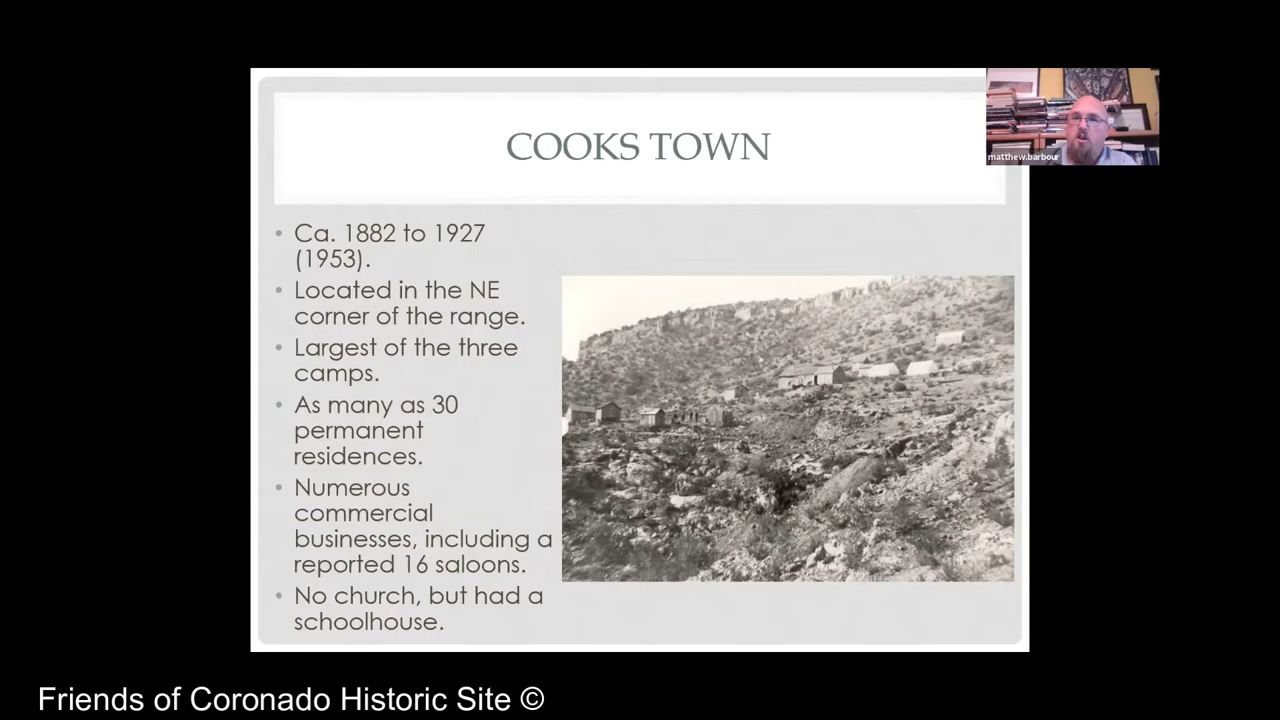 COOKS TOWN
matthew.barbour
• Ca. 1882 to 1927
(1953).
• Located in the NE
corner of the range.
• Largest of the three
camps.
• As many as 30
permanent
residences.
• Numerous
commercial
businesses, including a
reported 16 saloons.
• No church, but had a
schoolhouse.
Friends of Coronado Historic Site ©